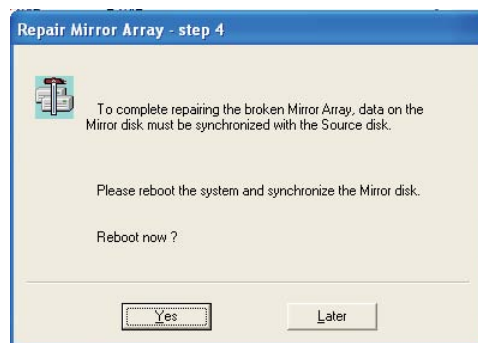 Repair Mirror Array - step 4
To complete repairing the broken Mirror Array, data on the
Mirror disk must be synchronized with the Source disk.
Please reboot the system and synchronize the Mirror disk.
Reboot now ?
Yes Later